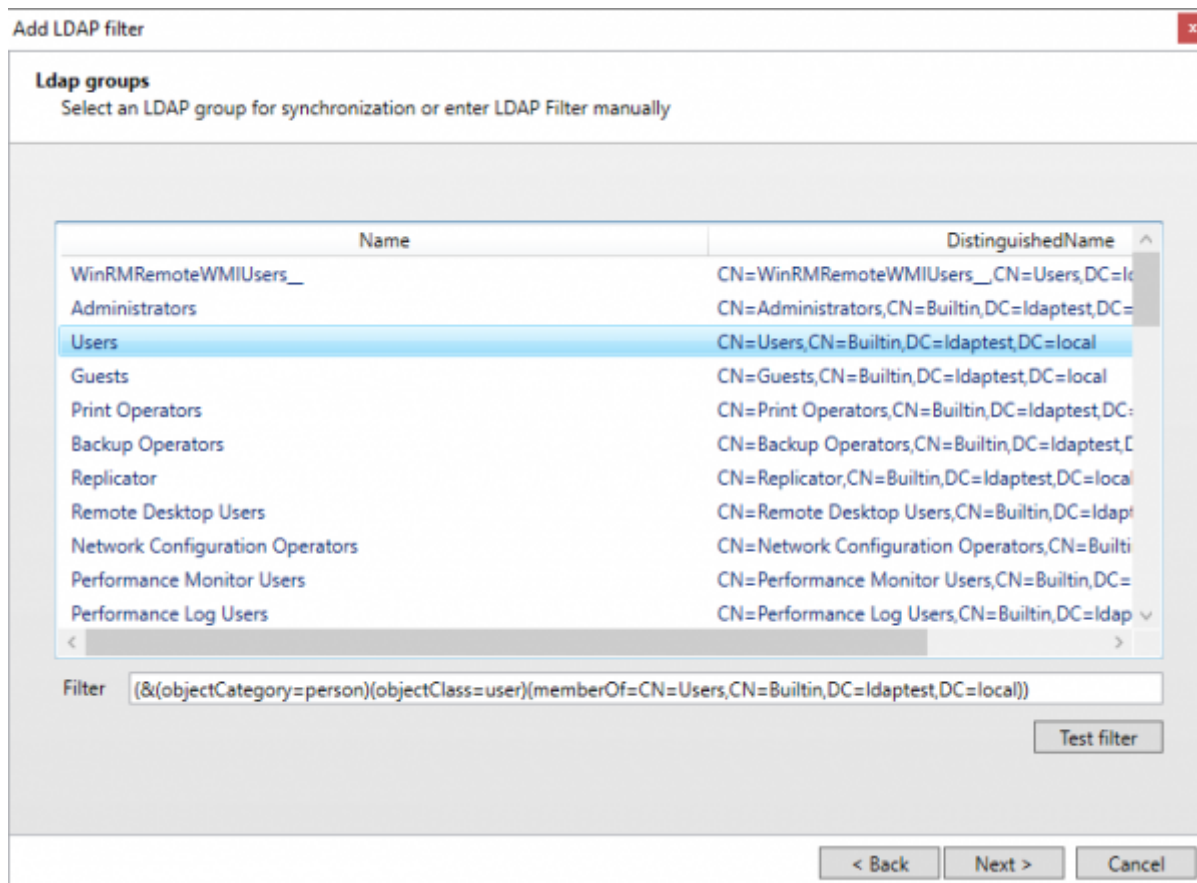 Add LDAP filter
x
Ldap groups
Select an LDAP group for synchronization or enter LDAP Filter manually
Name DistinguishedName
WinRMRemoteWMIUsers__ CN=WinRMRemoteWMIUsers__,CN=Users,DC=ld
Administrators CN=Administrators,CN=Builtin,DC=ldaptest,DC=
Users CN=Users,CN=Builtin,DC=ldaptest,DC=local
Guests CN=Guests,CN=Builtin,DC=ldaptest,DC=local
Print Operators CN=Print Operators,CN=Builtin,DC=ldaptest,DC=
Backup Operators CN=Backup Operators,CN=Builtin,DC=ldaptest,D
Replicator CN=Replicator,CN=Builtin,DC=ldaptest,DC=local
Remote Desktop Users CN=Remote Desktop Users,CN=Builtin,DC=ldapt
Network Configuration Operators CN=Network Configuration Operators,CN=Builti
Performance Monitor Users CN=Performance Monitor Users,CN=Builtin,DC=
Performance Log Users CN=Performance Log Users,CN=Builtin,DC=ldap
Filter (&(objectCategory=person)(objectClass=user)(memberOf=CN=Users,CN=Builtin,DC=ldaptest,DC=local))
Test filter
< Back Next > Cancel